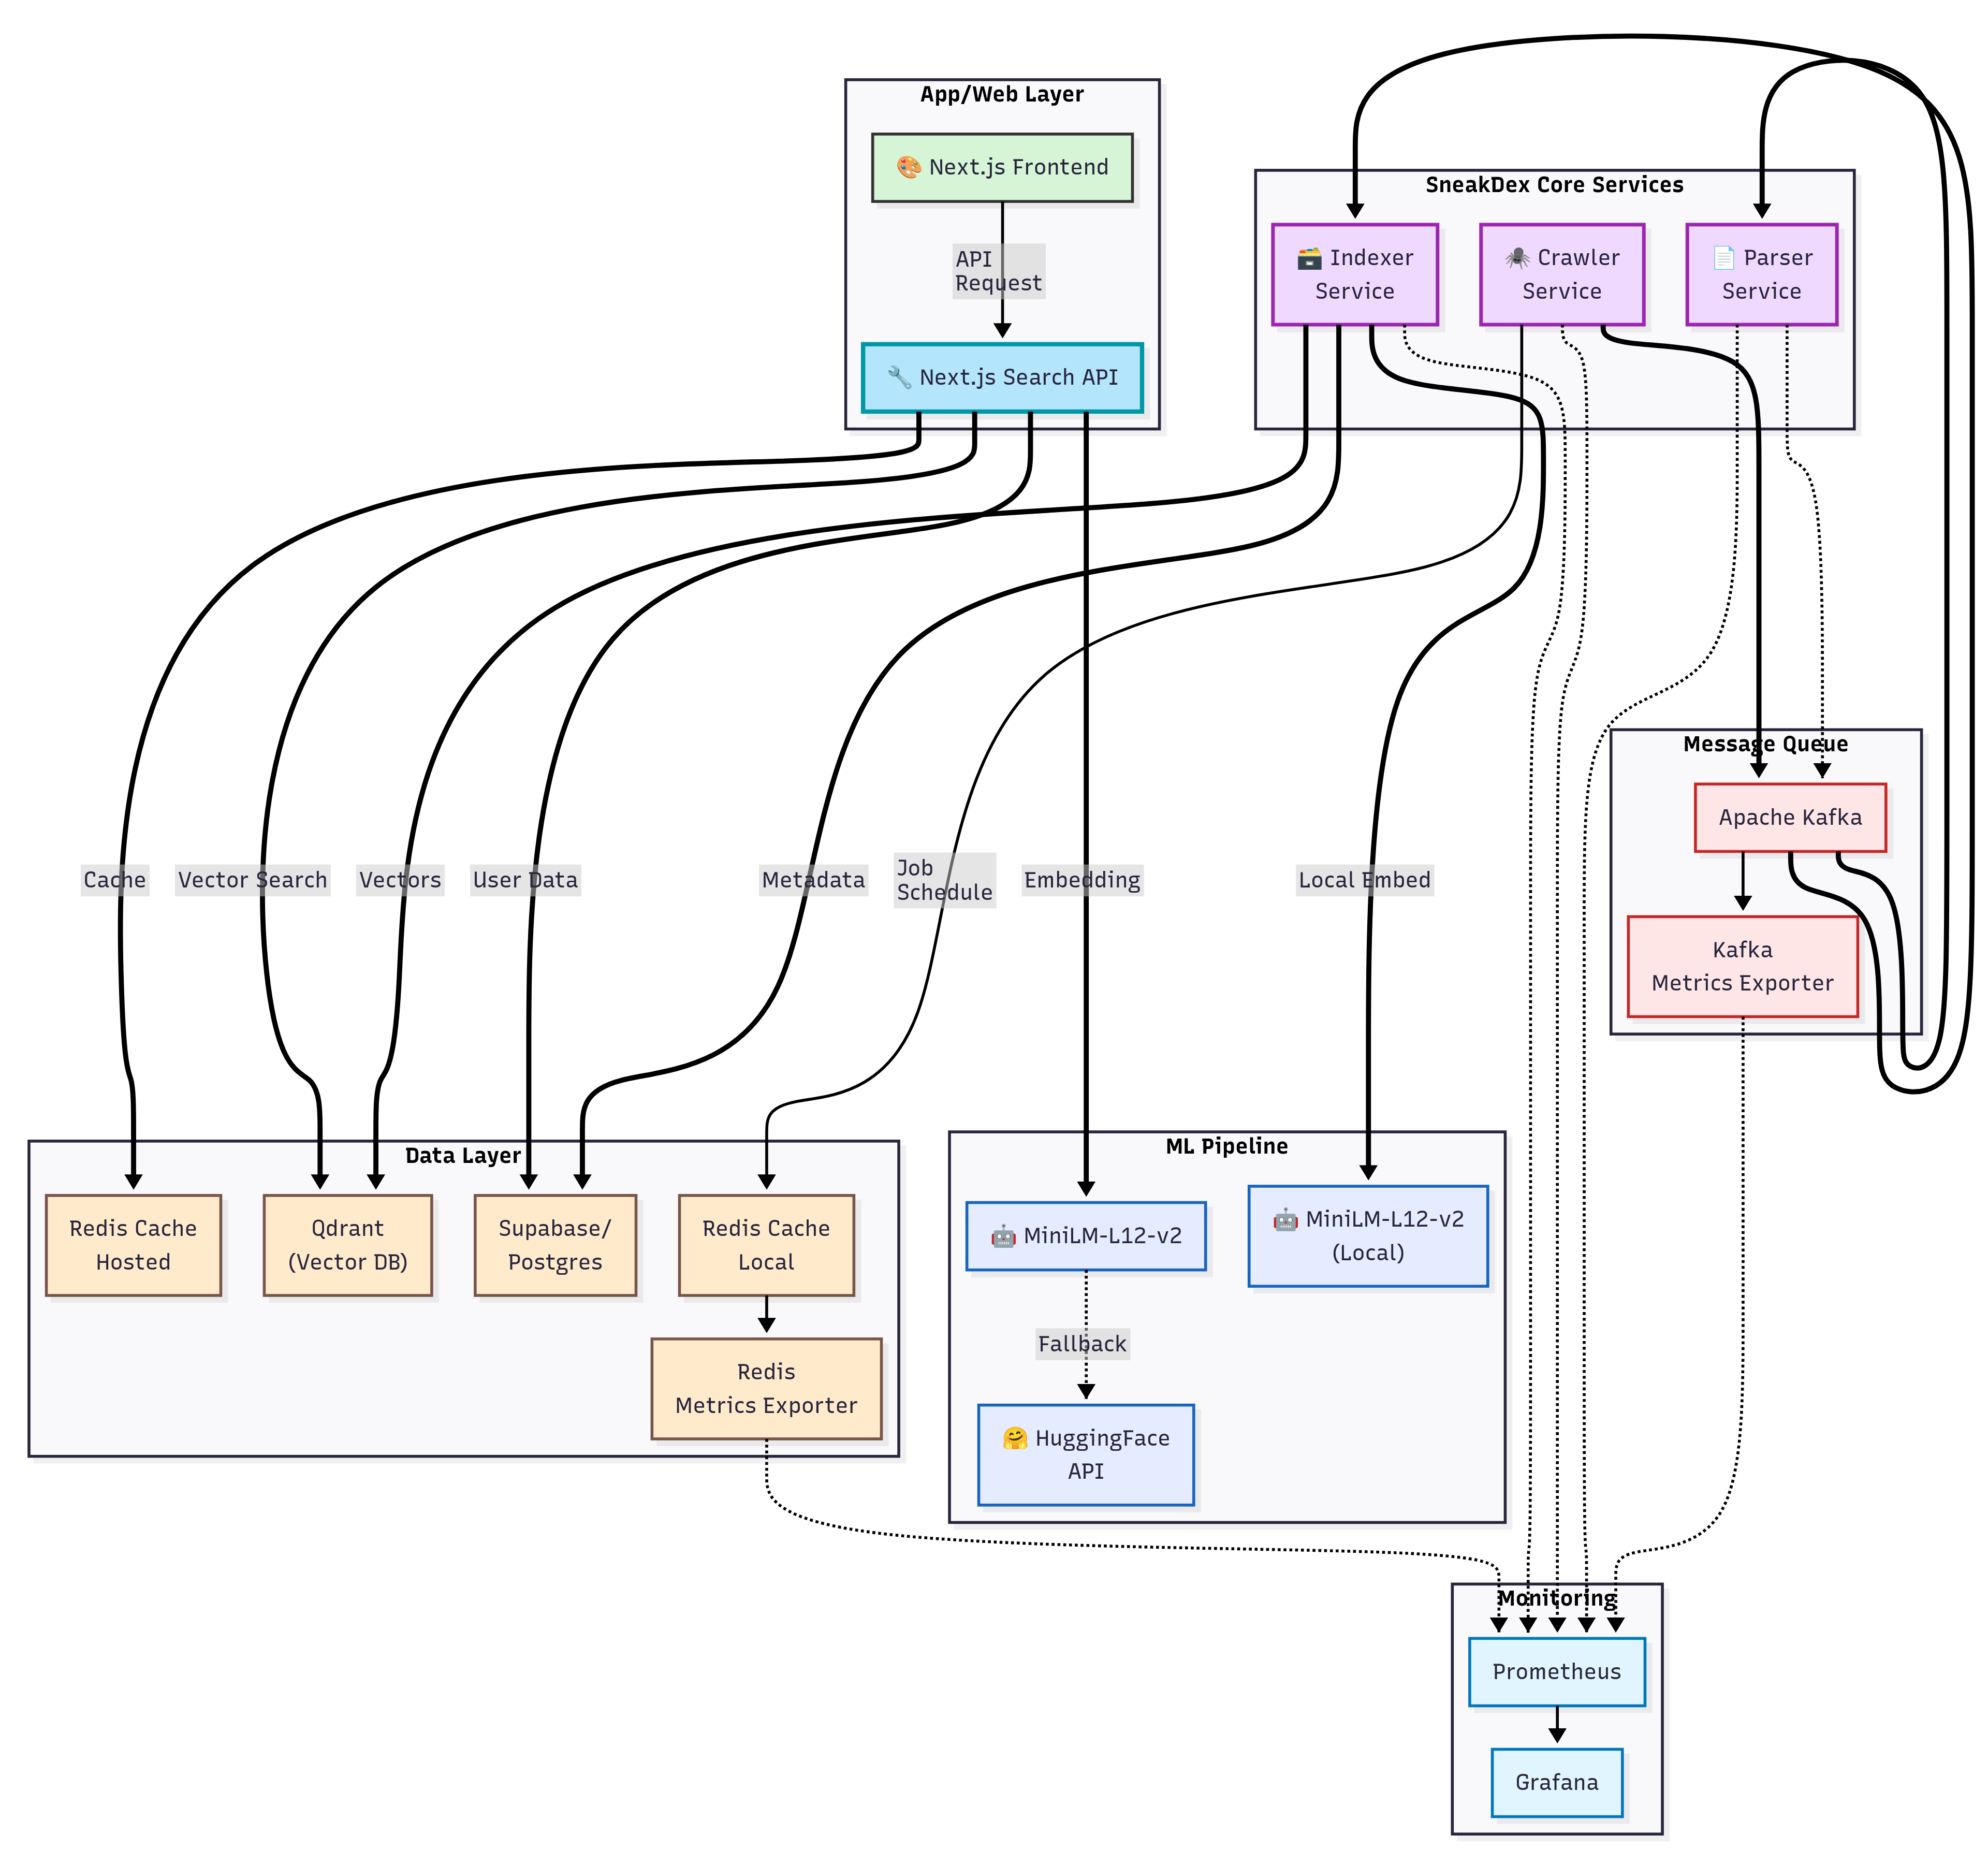 App/Web Layer
🎨 Next.js Frontend
API
Request
🔧 Next.js Search API
SneakDex Core Services
🗃️ Indexer
Service
🕷️ Crawler
Service
📄 Parser
Service
Message Queue
Apache Kafka
Kafka
Metrics Exporter
Cache
Vector Search
Vectors
User Data
Metadata
Job
Schedule
Embedding
Local Embed
Data Layer
Redis Cache
Hosted
Qdrant
(Vector DB)
Supabase/
Postgres
Redis Cache
Local
Redis
Metrics Exporter
ML Pipeline
🤖 MiniLM-L12-v2
🤖 MiniLM-L12-v2
(Local)
Fallback
🤗 HuggingFace
API
Monitoring
Prometheus
Grafana